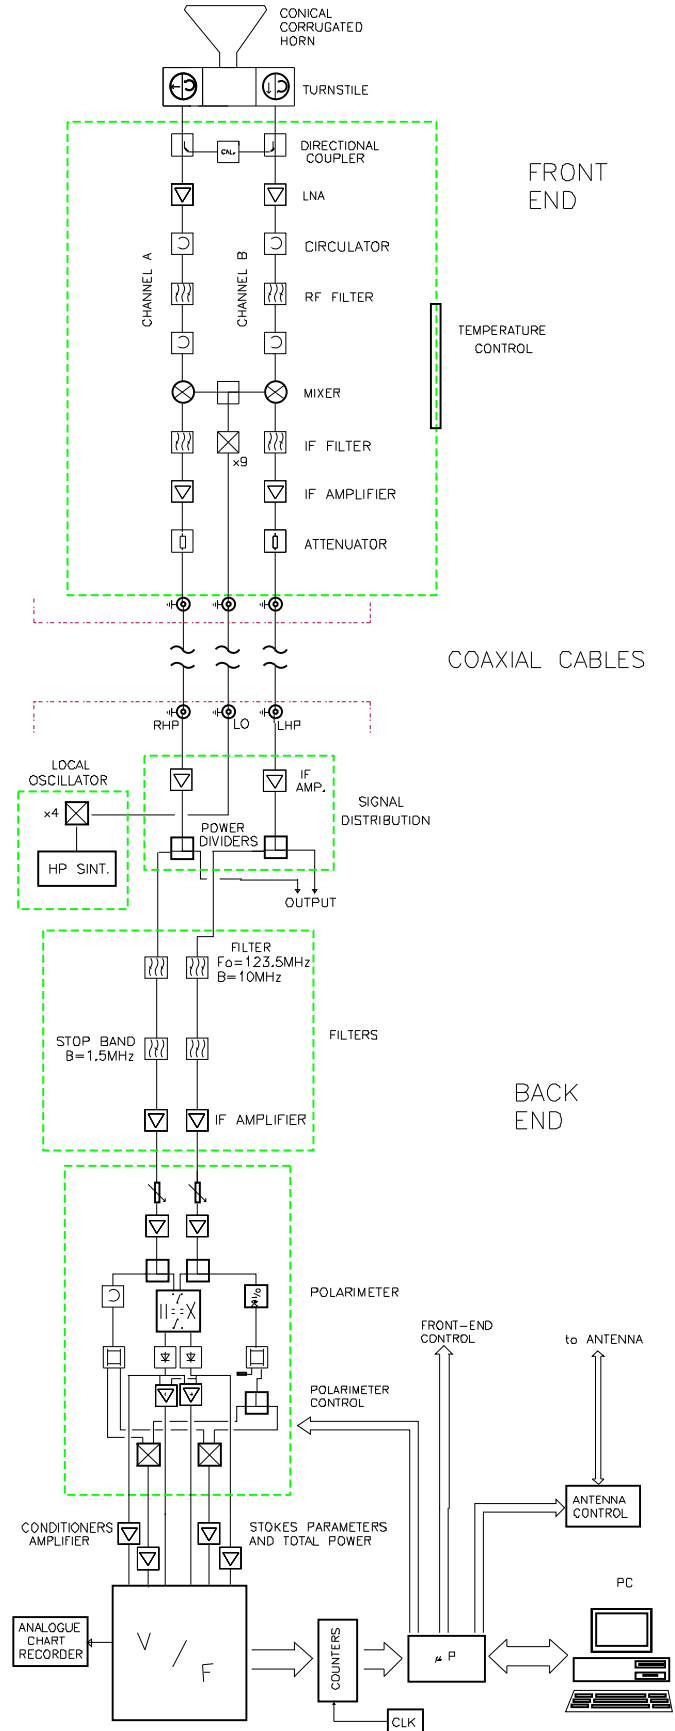 CONICAL
CORRUGATED
HORN
TURNSTILE
DIRECTIONAL
COUPLER
CAL.
FRONT
END
LNA
CHANNEL A
CHANNEL B
CIRCULATOR
RF FILTER
TEMPERATURE
CONTROL
MIXER
IF FILTER
x9
IF AMPLIFIER
ATTENUATOR
COAXIAL CABLES
RHP
LO
LHP
LOCAL
OSCILLATOR
x4
HP SINT.
IF
AMP.
SIGNAL
DISTRIBUTION
POWER
DIVIDERS
OUTPUT
FILTER
Fo=123.5MHz
B=10MHz
STOP BAND
B=1.5MHz
FILTERS
IF AMPLIFIER
BACK
END
POLARIMETER
FRONT-END
CONTROL
to ANTENNA
POLARIMETER
CONTROL
ANTENNA
CONTROL
CONDITIONERS
AMPLIFIER
STOKES PARAMETERS
AND TOTAL POWER
PC
ANALOGUE
CHART
RECORDER
V / F
COUNTERS
μ P
CLK